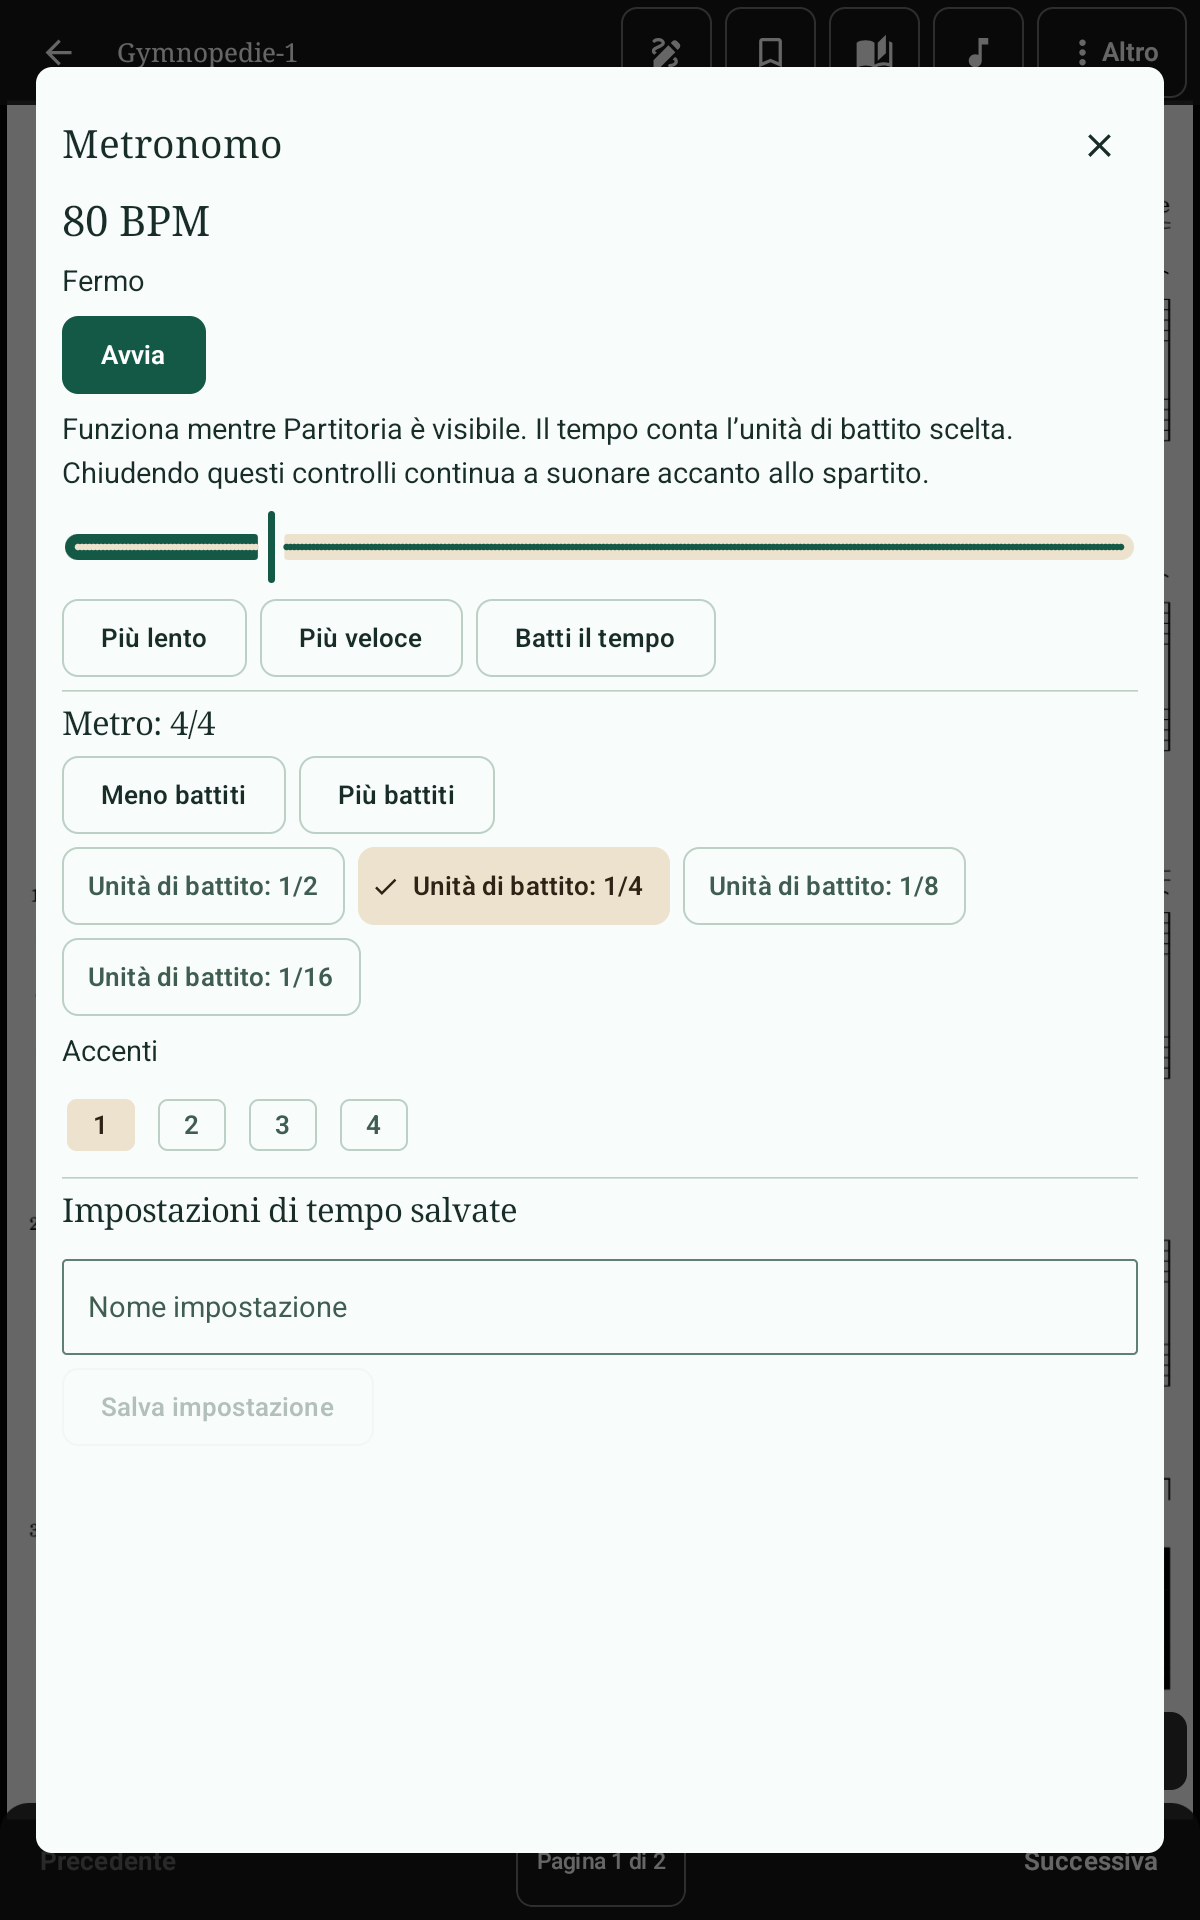 Gymnopedie-1
Altro
Metronomo
80 BPM
Fermo
Avvia
Funziona mentre Partitoria è visibile. Il tempo conta l’unità di battito scelta.
Chiudendo questi controlli continua a suonare accanto allo spartito.
Più lento
Più veloce
Batti il tempo
Metro: 4/4
Meno battiti
Più battiti
Unità di battito: 1/2
Unità di battito: 1/4
Unità di battito: 1/8
Unità di battito: 1/16
Accenti
1
2
3
4
Impostazioni di tempo salvate
Nome impostazione
Salva impostazione
Precedente
Pagina 1 di 2
Successiva